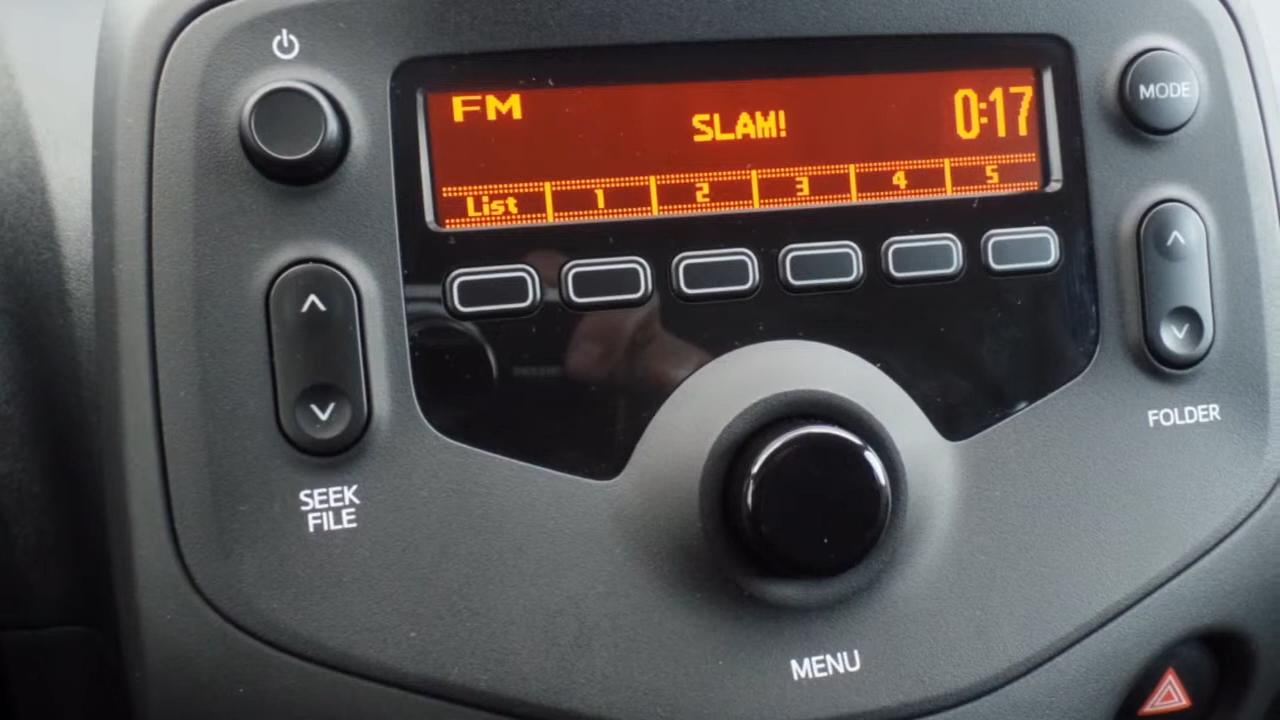 FM
SLAM!
0:17
List 1 2 3 4 5
MODE
SEEK
FILE
FOLDER
MENU